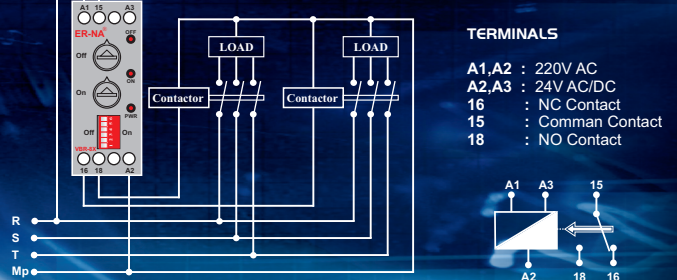 A1 15 A3
ER-NA®
OFF
Off
ON
On
PWR
Off On
VBR-8X
16 18 A2
LOAD
LOAD
Contactor
Contactor
R
S
T
Mp
TERMINALS
A1,A2 : 220V AC
A2,A3 : 24V AC/DC
16 : NC Contact
15 : Comman Contact
18 : NO Contact
A1 A3 15
A2 18 16